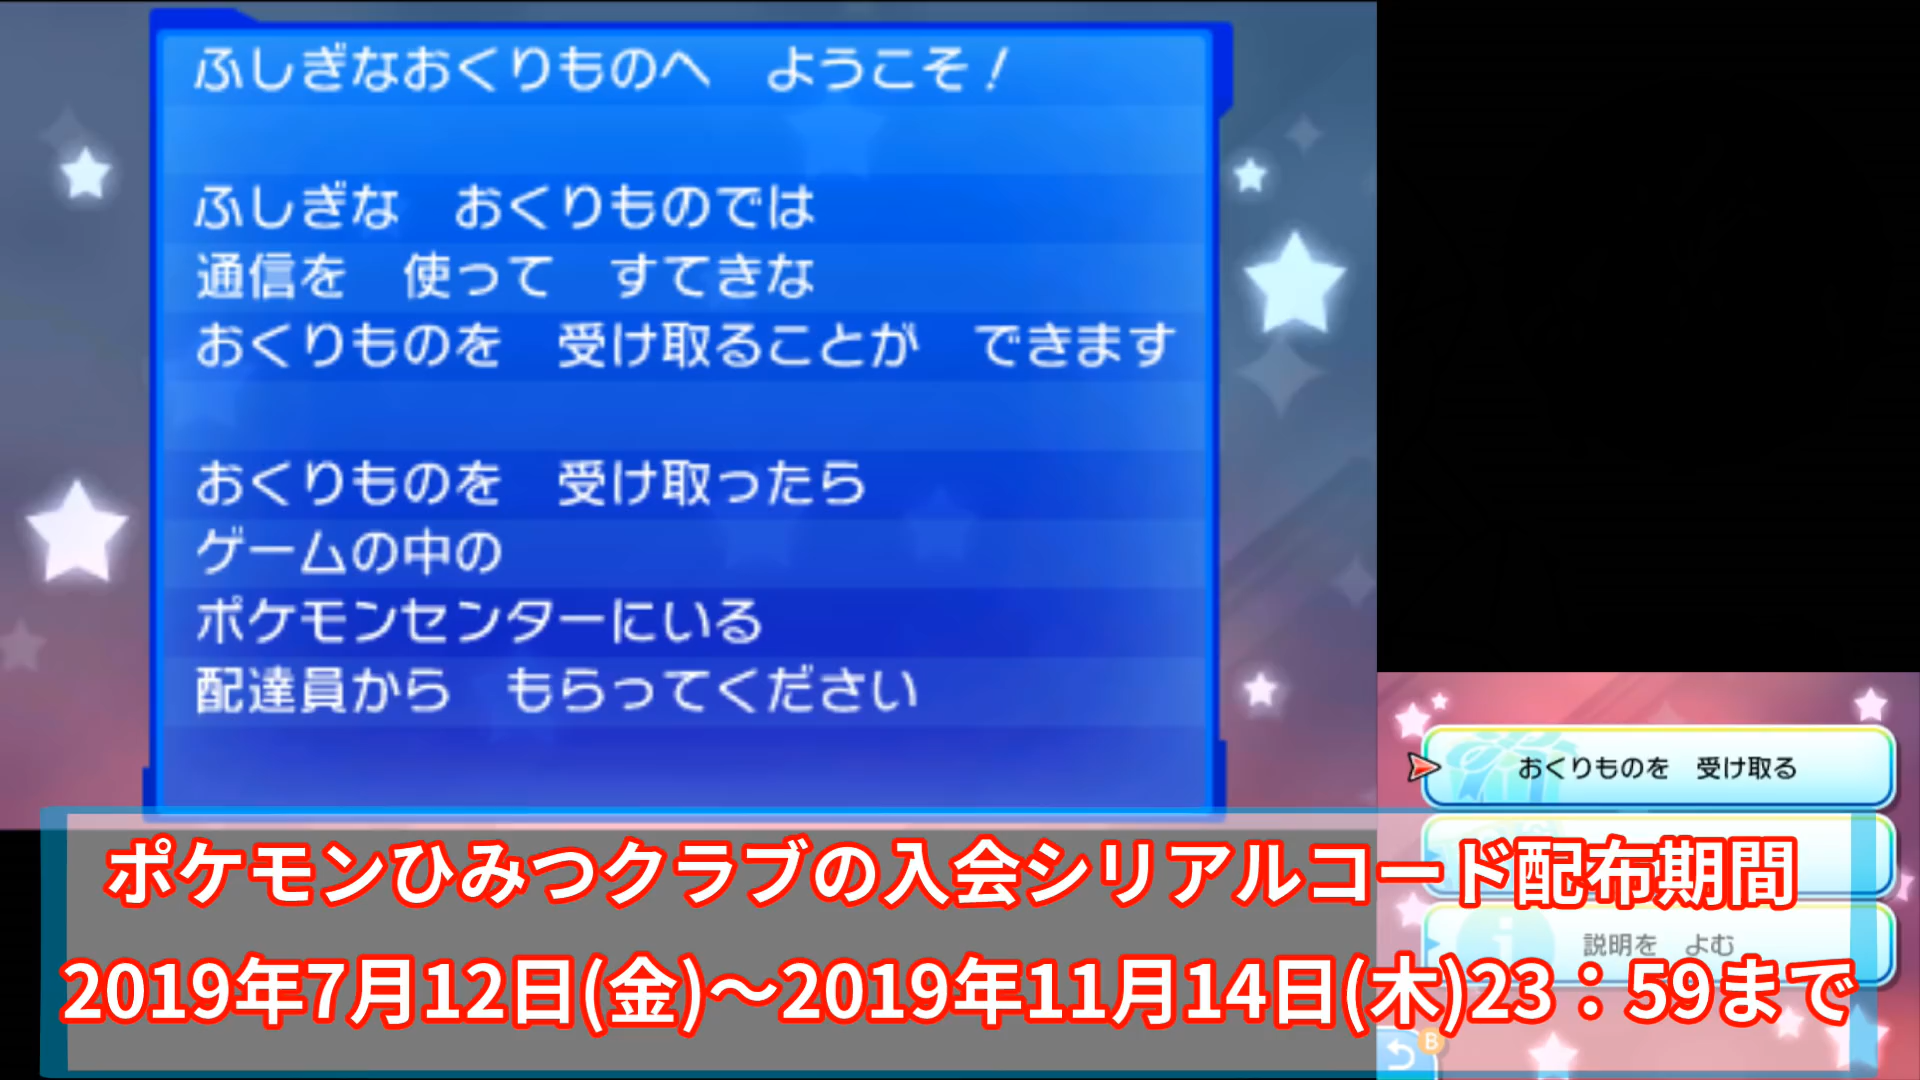 ふしぎなおくりものへ　ようこそ！
ふしぎな　おくりものでは
通信を　使って　すてきな
おくりものを　受け取ることが　できます
おくりものを　受け取ったら
ゲームの中の
ポケモンセンターにいる
配達員から　もらってください
おくりものを　受け取る
説明を　よむ
B
ポケモンひみつクラブの入会シリアルコード配布期間
2019年7月12日(金)～2019年11月14日(木)23：59まで